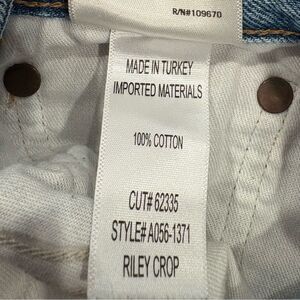 R/N#109670
MADE IN TURKEY
IMPORTED MATERIALS
100% COTTON
CUT# 62335
STYLE# A056-1371
RILEY CROP